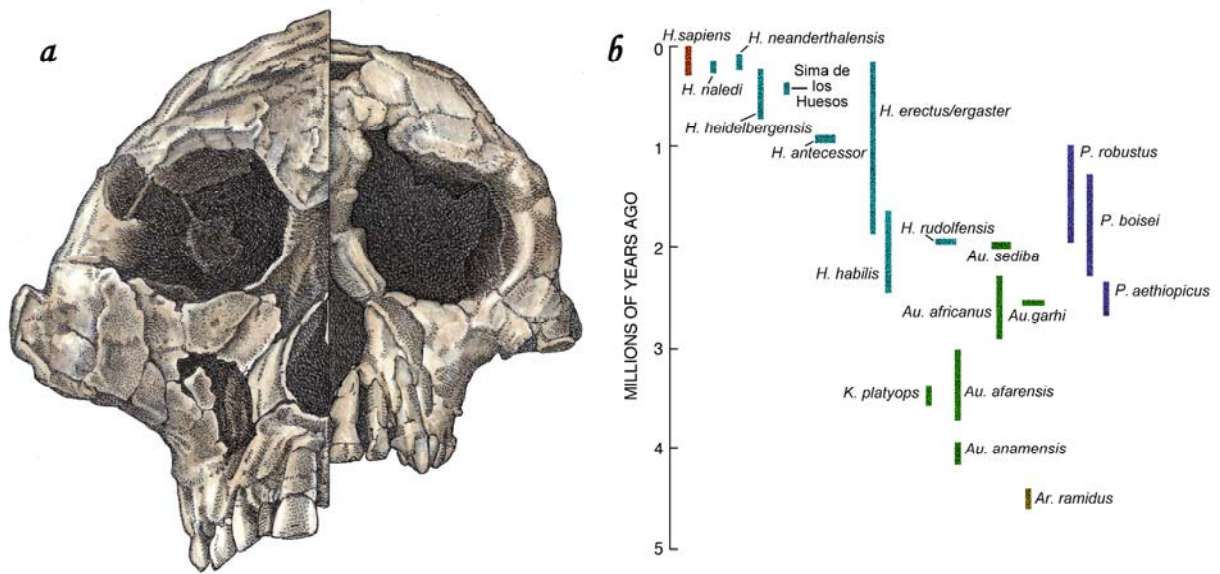 a
b
H.sapiens
H. neanderthalensis
H. naledi
Sima de
los
Huesos
H. heidelbergensis
H. antecessor
H. erectus/ergaster
P. robustus
P. boisei
H. rudolfensis
Au. sediba
H. habilis
P. aethiopicus
Au. africanus
Au.garhi
K. platyops
Au. afarensis
Au. anamensis
Ar. ramidus
MILLIONS OF YEARS AGO
0
1
2
3
4
5